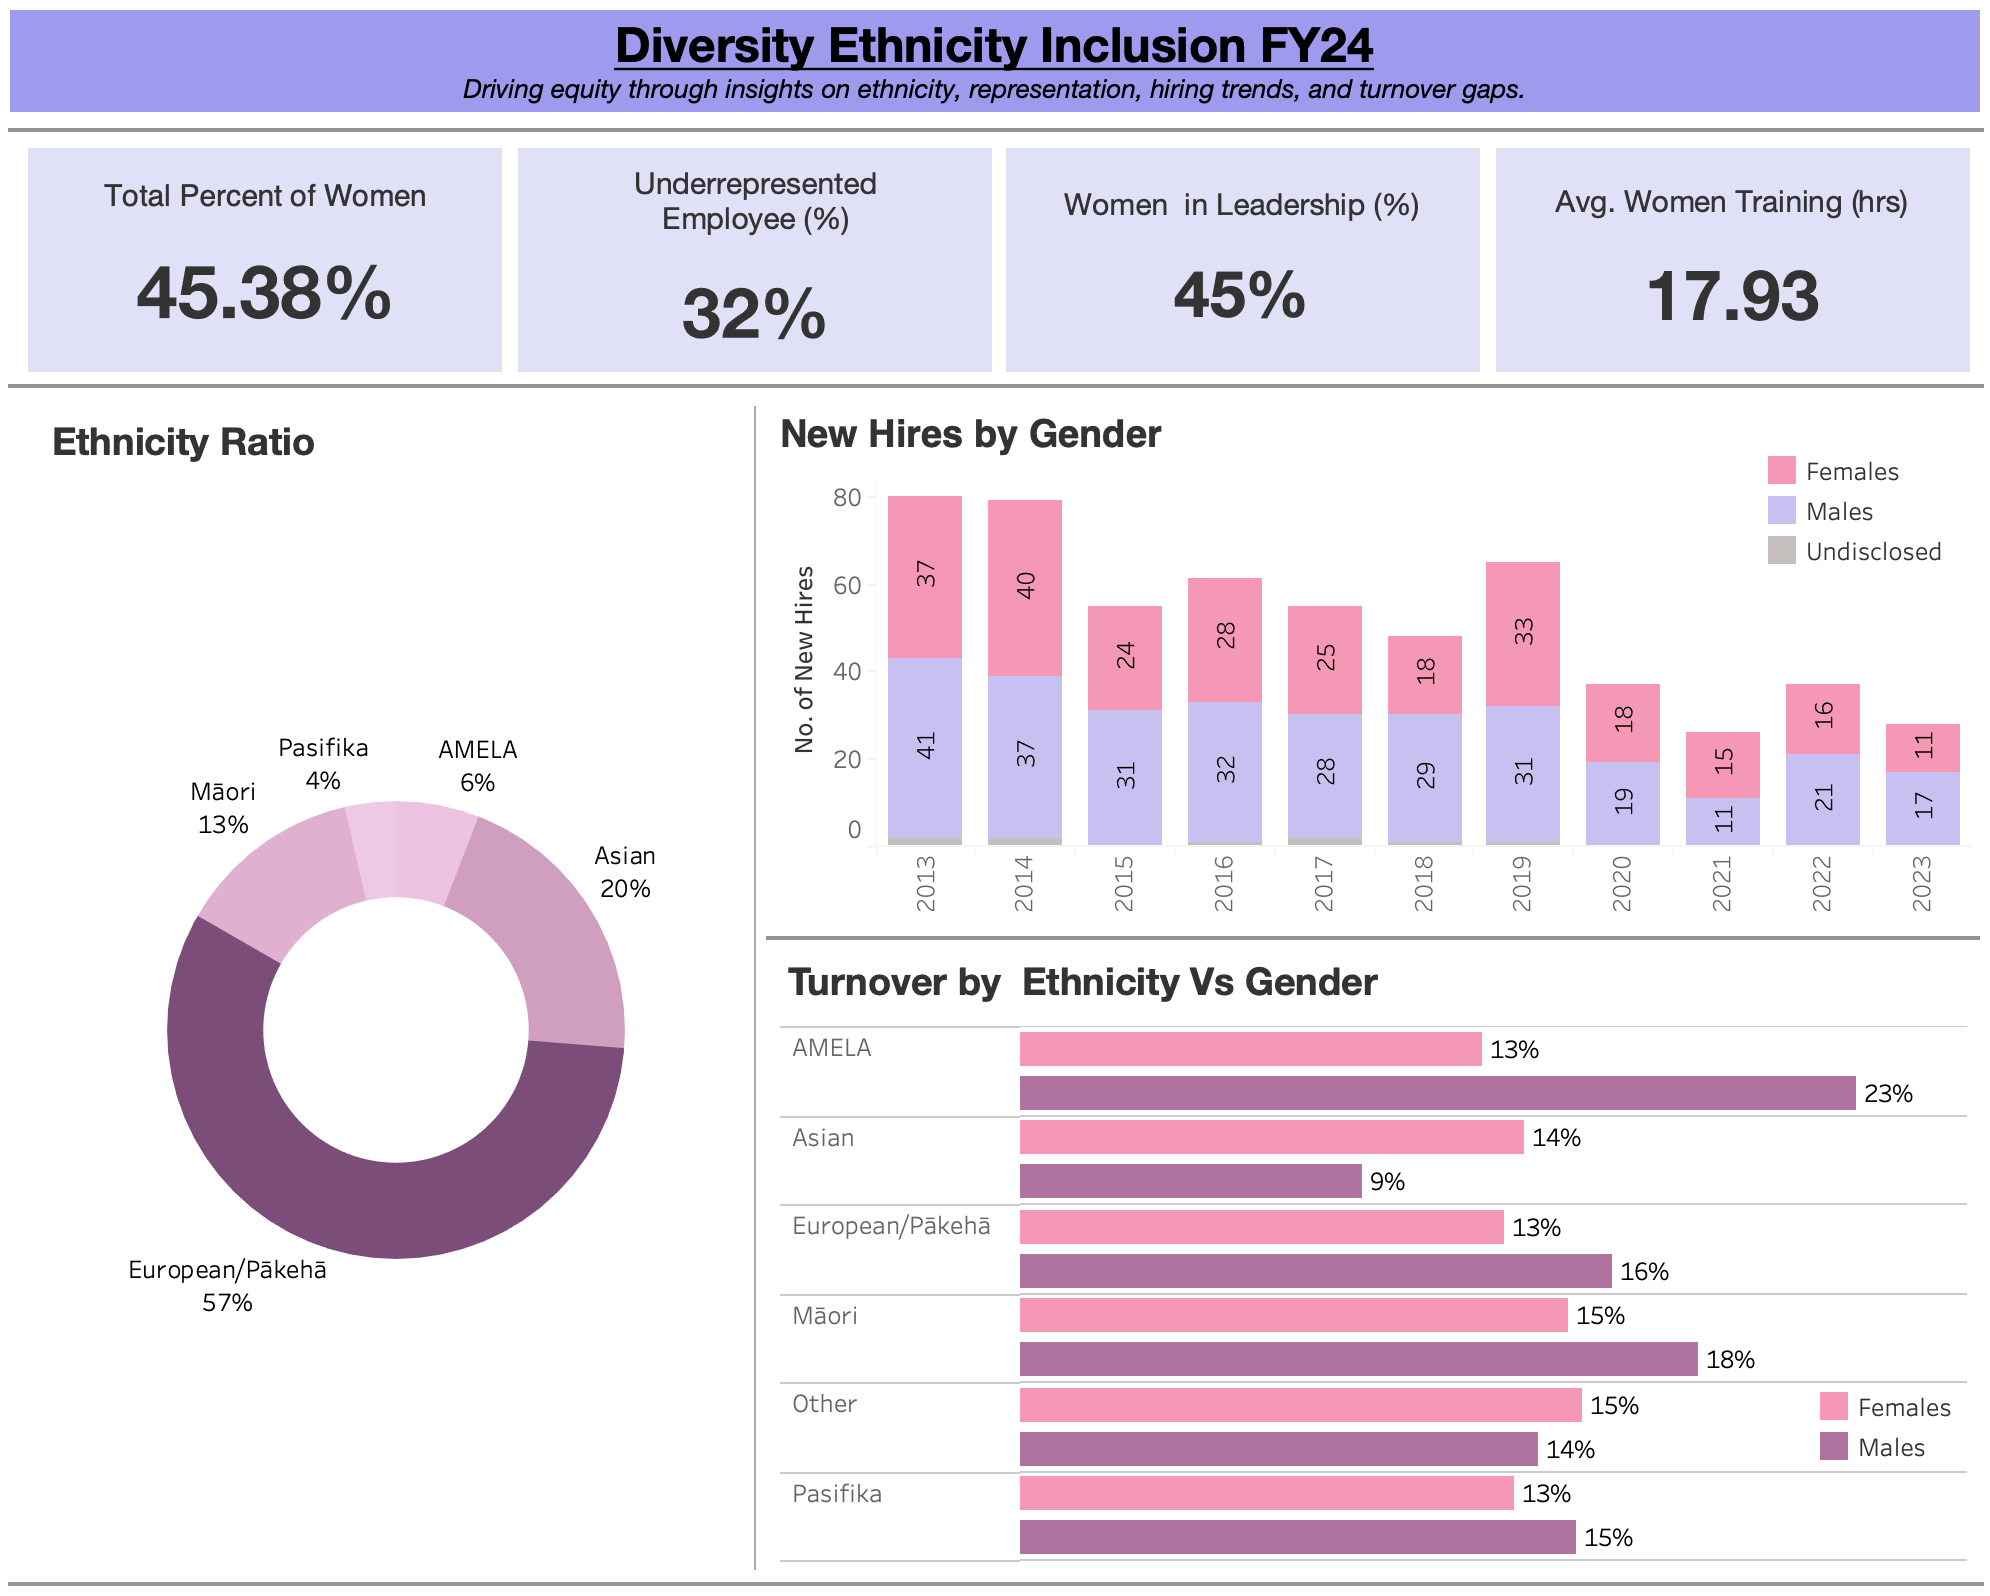 Diversity Ethnicity Inclusion FY24
Driving equity through insights on ethnicity, representation, hiring trends, and turnover gaps.
Total Percent of Women
45.38%
Underrepresented
Employee (%)
32%
Women  in Leadership (%)
45%
Avg. Women Training (hrs)
17.93
Ethnicity Ratio
Pasifika
4%
AMELA
6%
Māori
13%
Asian
20%
European/Pākehā
57%
New Hires by Gender
Females
Males
Undisclosed
No. of New Hires
80
60
40
20
0
37
40
24
28
25
18
33
18
15
16
11
41
37
31
32
28
29
31
19
11
21
17
2013
2014
2015
2016
2017
2018
2019
2020
2021
2022
2023
Turnover by  Ethnicity Vs Gender
AMELA
13%
23%
Asian
14%
9%
European/Pākehā
13%
16%
Māori
15%
18%
Other
15%
14%
Females
Males
Pasifika
13%
15%